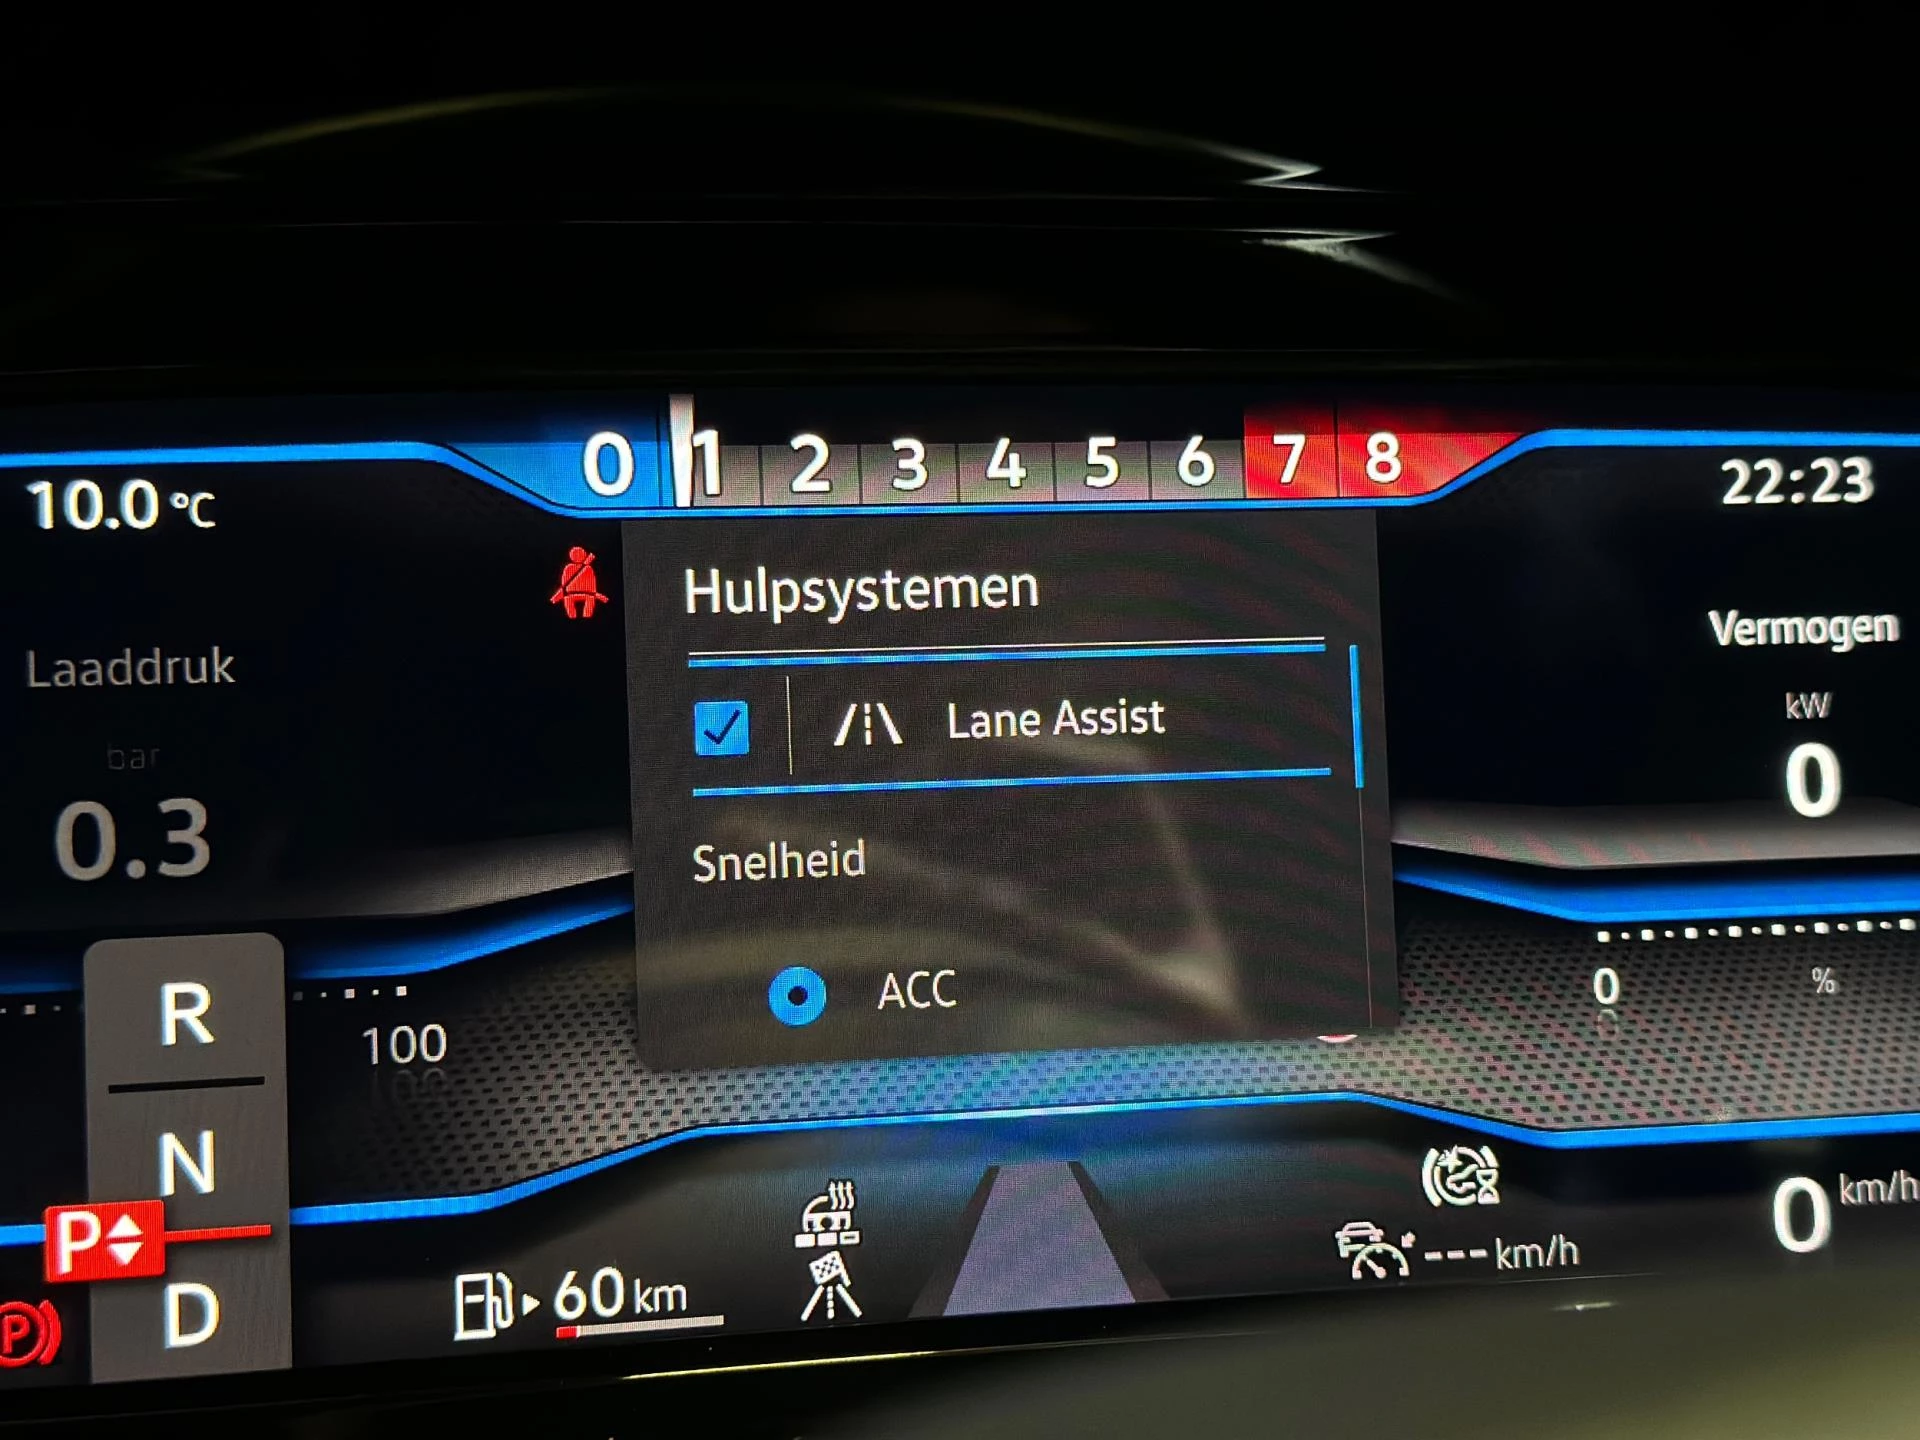 0 1 2 3 4 5 6 7 8
10.0 °C
22:23
Hulpsystemen
Laaddruk
bar
0.3
Vermogen
kW
0
Lane Assist
Snelheid
ACC
100
0 %
R
N
P
D
P
60 km
--- km/h
0 km/h